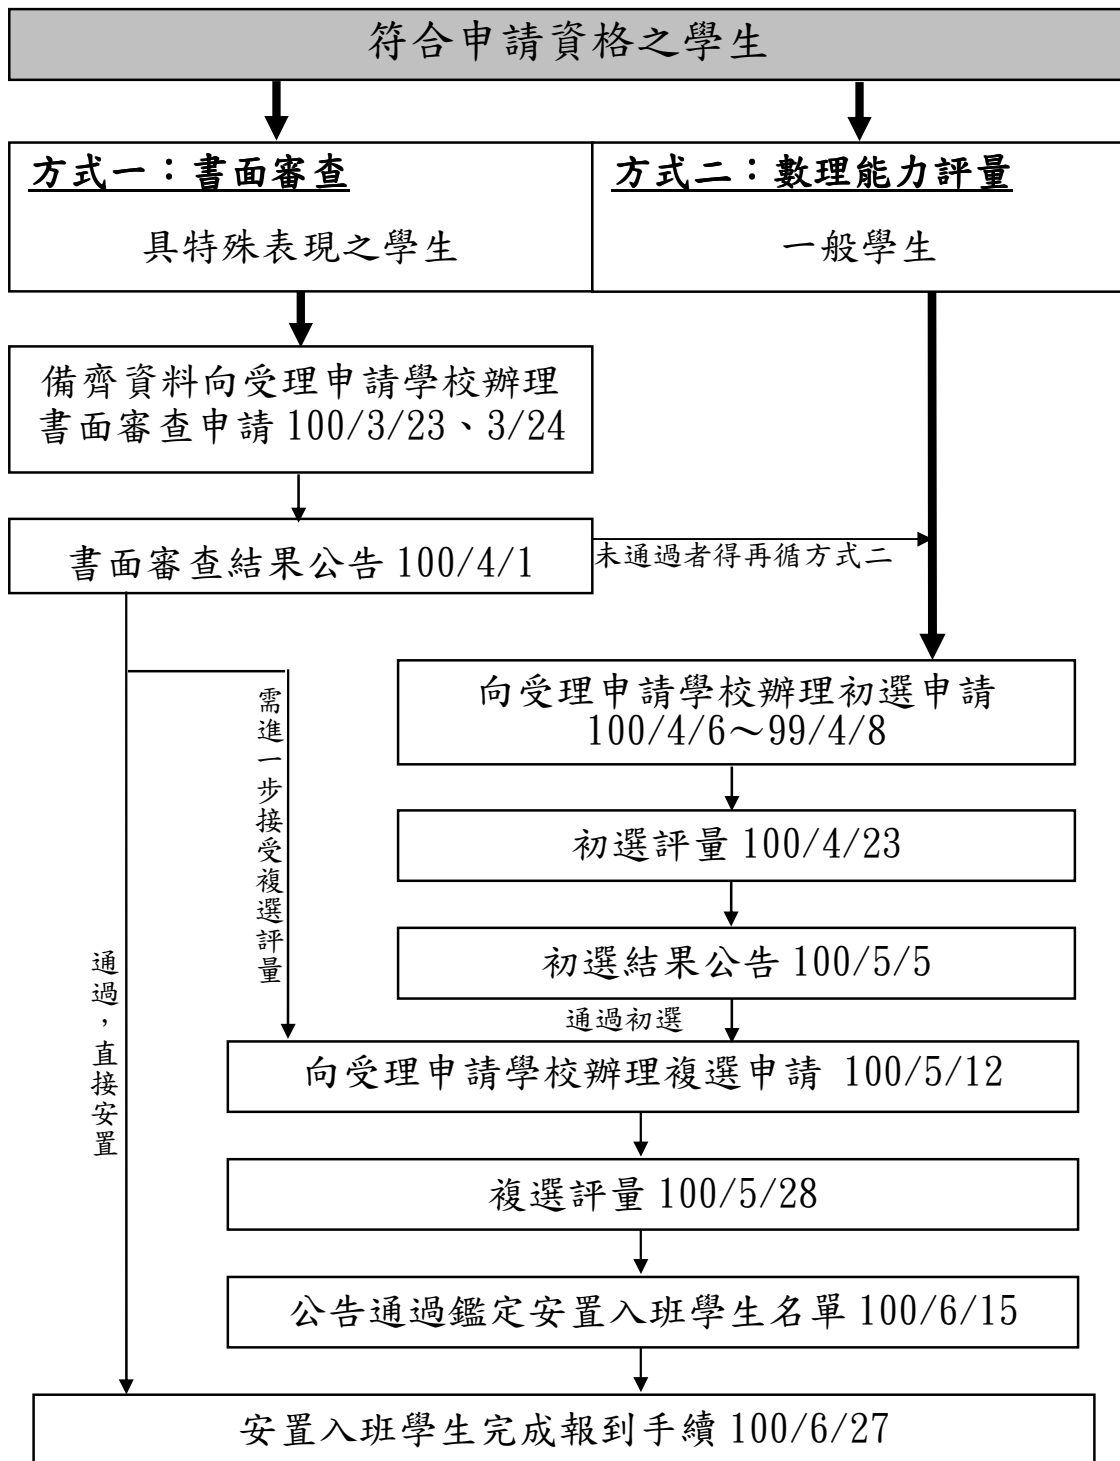 符合申請資格之學生
方式一：書面審查
具特殊表現之學生
方式二：數理能力評量
一般學生
備齊資料向受理申請學校辦理
書面審查申請 100/3/23、3/24
書面審查結果公告 100/4/1
未通過者得再循方式二
向受理申請學校辦理初選申請
100/4/6～99/4/8
需進一步接受複選評量
初選評量 100/4/23
初選結果公告 100/5/5
通過初選
通過，直接安置
向受理申請學校辦理複選申請 100/5/12
複選評量 100/5/28
公告通過鑑定安置入班學生名單 100/6/15
安置入班學生完成報到手續 100/6/27